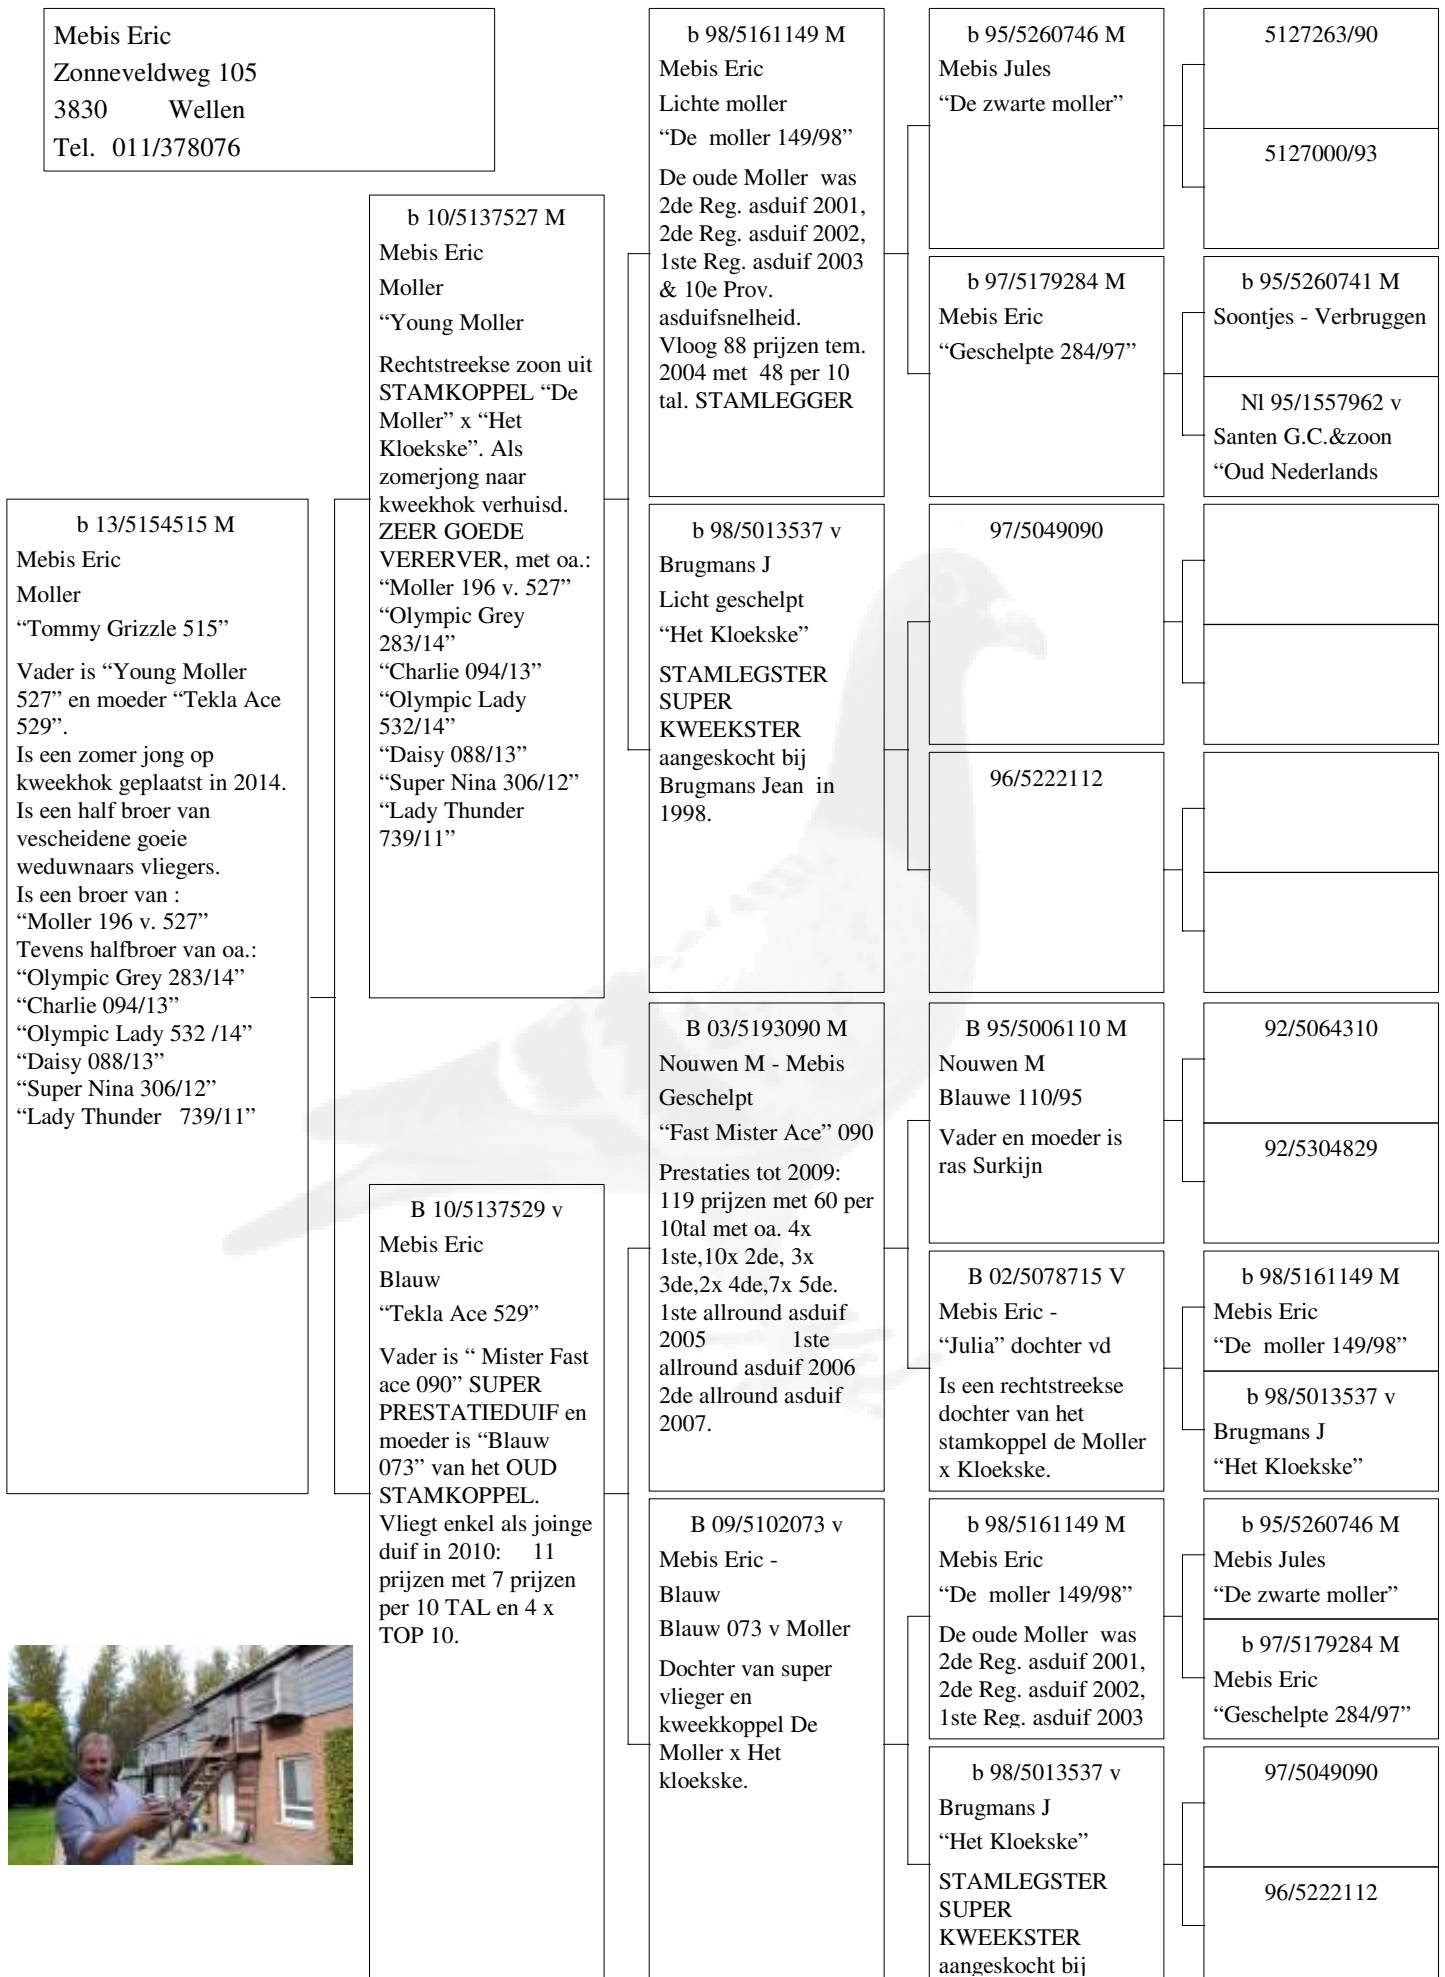 Mebis Eric
Zonneveldweg 105
3830 Wellen
Tel. 011/378076
b 13/5154515 M
Mebis Eric
Moller
“Tommy Grizzle 515”
Vader is “Young Moller
527” en moeder “Tekla Ace
529”.
Is een zomer jong op
kweekhok geplaatst in 2014.
Is een half broer van
vescheidene goeie
weduwnaars vliegers.
Is een broer van :
“Moller 196 v. 527”
Tevens halfbroer van oa.:
“Olympic Grey 283/14”
“Charlie 094/13”
“Olympic Lady 532 /14”
“Daisy 088/13”
“Super Nina 306/12”
“Lady Thunder 739/11”
b 10/5137527 M
Mebis Eric
Moller
“Young Moller
Rechtstreekse zoon uit
STAMKOPPEL “De
Moller” x “Het
Kloekske”. Als
zomerjong naar
kweekhok verhuisd.
ZEER GOEDE
VERERVER, met oa.:
“Moller 196 v. 527”
“Olympic Grey
283/14”
“Charlie 094/13”
“Olympic Lady
532/14”
“Daisy 088/13”
“Super Nina 306/12”
“Lady Thunder
739/11”
B 10/5137529 v
Mebis Eric
Blauw
“Tekla Ace 529”
Vader is “ Mister Fast
ace 090” SUPER
PRESTATIEDUIF en
moeder is “Blauw
073” van het OUD
STAMKOPPEL.
Vliegt enkel als joinge
duif in 2010: 11
prijzen met 7 prijzen
per 10 TAL en 4 x
TOP 10.
b 98/5161149 M
Mebis Eric
Lichte moller
“De moller 149/98”
De oude Moller was
2de Reg. asduif 2001,
2de Reg. asduif 2002,
1ste Reg. asduif 2003
& 10e Prov.
asduifsnelheid.
Vloog 88 prijzen tem.
2004 met 48 per 10
tal. STAMLEGGER
b 98/5013537 v
Brugmans J
Licht geschelpt
“Het Kloekske”
STAMLEGSTER
SUPER
KWEEKSTER
aangeskocht bij
Brugmans Jean in
1998.
B 03/5193090 M
Nouwen M - Mebis
Geschelpt
“Fast Mister Ace” 090
Prestaties tot 2009:
119 prijzen met 60 per
10tal met oa. 4x
1ste,10x 2de, 3x
3de,2x 4de,7x 5de.
1ste allround asduif
2005 1ste
allround asduif 2006
2de allround asduif
2007.
B 09/5102073 v
Mebis Eric -
Blauw
Blauw 073 v Moller
Dochter van super
vlieger en
kweekkoppel De
Moller x Het
kloekske.
b 95/5260746 M
Mebis Jules
“De zwarte moller”
b 97/5179284 M
Mebis Eric
“Geschelpte 284/97”
97/5049090
96/5222112
B 95/5006110 M
Nouwen M
Blauwe 110/95
Vader en moeder is
ras Surkijn
B 02/5078715 V
Mebis Eric -
“Julia” dochter vd
Is een rechtstreekse
dochter van het
stamkoppel de Moller
x Kloekske.
b 98/5161149 M
Mebis Eric
“De moller 149/98”
De oude Moller was
2de Reg. asduif 2001,
2de Reg. asduif 2002,
1ste Reg. asduif 2003
b 98/5013537 v
Brugmans J
“Het Kloekske”
STAMLEGSTER
SUPER
KWEEKSTER
aangeskocht bij
5127263/90
5127000/93
b 95/5260741 M
Soontjes - Verbruggen
Nl 95/1557962 v
Santen G.C.&zoon
“Oud Nederlands
92/5064310
92/5304829
b 98/5161149 M
Mebis Eric
“De moller 149/98”
b 98/5013537 v
Brugmans J
“Het Kloekske”
b 95/5260746 M
Mebis Jules
“De zwarte moller”
b 97/5179284 M
Mebis Eric
“Geschelpte 284/97”
97/5049090
96/5222112